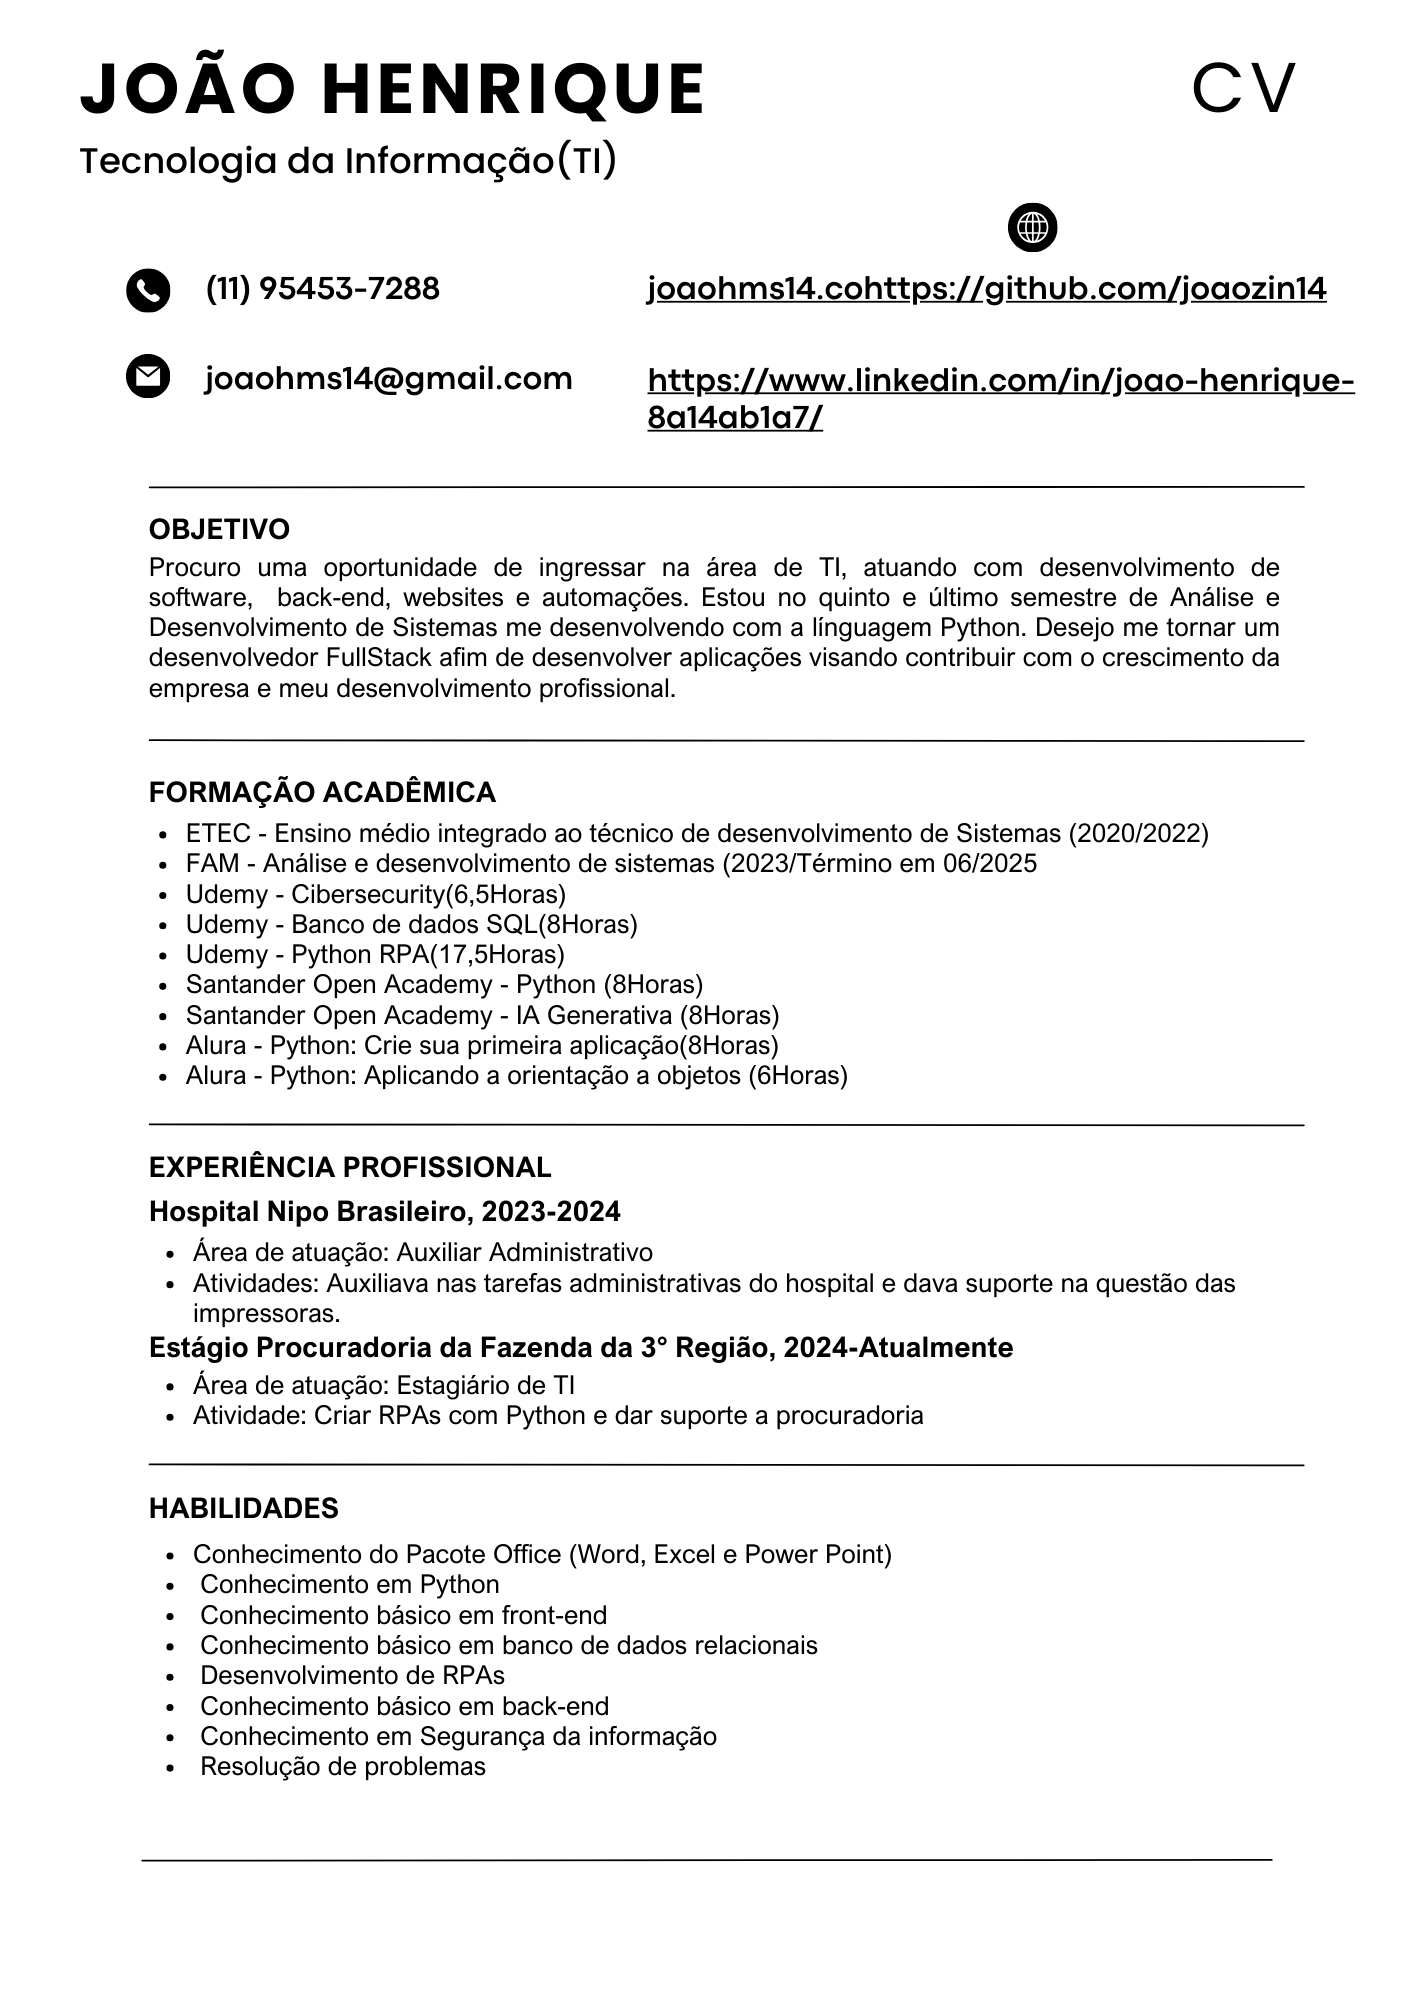 JOÃO HENRIQUE
CV
Tecnologia da Informação(TI)
(11) 95453-7288
joaohms14.cohttps://github.com/joaozin14
joaohms14@gmail.com
https://www.linkedin.com/in/joao-henrique-
8a14ab1a7/
OBJETIVO
Procuro uma oportunidade de ingressar na área de TI, atuando com desenvolvimento de
software, back-end, websites e automações. Estou no quinto e último semestre de Análise e
Desenvolvimento de Sistemas me desenvolvendo com a línguagem Python. Desejo me tornar um
desenvolvedor FullStack afim de desenvolver aplicações visando contribuir com o crescimento da
empresa e meu desenvolvimento profissional.
FORMAÇÃO ACADÊMICA
• ETEC - Ensino médio integrado ao técnico de desenvolvimento de Sistemas (2020/2022)
• FAM - Análise e desenvolvimento de sistemas (2023/Término em 06/2025
• Udemy - Cibersecurity(6,5Horas)
• Udemy - Banco de dados SQL(8Horas)
• Udemy - Python RPA(17,5Horas)
• Santander Open Academy - Python (8Horas)
• Santander Open Academy - IA Generativa (8Horas)
• Alura - Python: Crie sua primeira aplicação(8Horas)
• Alura - Python: Aplicando a orientação a objetos (6Horas)
EXPERIÊNCIA PROFISSIONAL
Hospital Nipo Brasileiro, 2023-2024
• Área de atuação: Auxiliar Administrativo
• Atividades: Auxiliava nas tarefas administrativas do hospital e dava suporte na questão das
impressoras.
Estágio Procuradoria da Fazenda da 3° Região, 2024-Atualmente
• Área de atuação: Estagiário de TI
• Atividade: Criar RPAs com Python e dar suporte a procuradoria
HABILIDADES
• Conhecimento do Pacote Office (Word, Excel e Power Point)
• Conhecimento em Python
• Conhecimento básico em front-end
• Conhecimento básico em banco de dados relacionais
• Desenvolvimento de RPAs
• Conhecimento básico em back-end
• Conhecimento em Segurança da informação
• Resolução de problemas